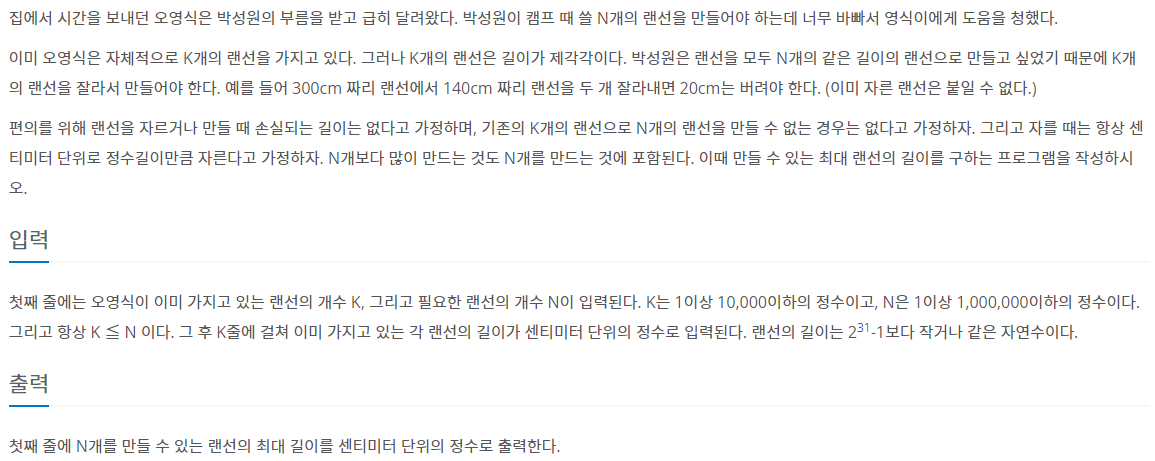 집에서 시간을 보내던 오영식은 박성원의 부름을 받고 급히 달려왔다. 박성원이 캠프 때 쓸 N개의 랜선을 만들어야 하는데 너무 바빠서 영식이에게 도움을 청했다.
이미 오영식은 자체적으로 K개의 랜선을 가지고 있다. 그러나 K개의 랜선은 길이가 제각각이다. 박성원은 랜선을 모두 N개의 같은 길이의 랜선으로 만들고 싶었기 때문에 K개
의 랜선을 잘라서 만들어야 한다. 예를 들어 300cm 짜리 랜선에서 140cm 짜리 랜선을 두 개 잘라내면 20cm는 버려야 한다. (이미 자른 랜선은 붙일 수 없다.)
편의를 위해 랜선을 자르거나 만들 때 손실되는 길이는 없다고 가정하며, 기존의 K개의 랜선으로 N개의 랜선을 만들 수 없는 경우는 없다고 가정하자. 그리고 자를 때는 항상 센
티미터 단위로 정수길이만큼 자른다고 가정하자. N개보다 많이 만드는 것도 N개를 만드는 것에 포함된다. 이때 만들 수 있는 최대 랜선의 길이를 구하는 프로그램을 작성하시
오.
입력
첫째 줄에는 오영식이 이미 가지고 있는 랜선의 개수 K, 그리고 필요한 랜선의 개수 N이 입력된다. K는 1이상 10,000이하의 정수이고, N은 1이상 1,000,000이하의 정수이다.
그리고 항상 K ≦ N 이다. 그 후 K줄에 걸쳐 이미 가지고 있는 각 랜선의 길이가 센티미터 단위의 정수로 입력된다. 랜선의 길이는 2³¹-1보다 작거나 같은 자연수이다.
출력
첫째 줄에 N개를 만들 수 있는 랜선의 최대 길이를 센티미터 단위의 정수로 출력한다.